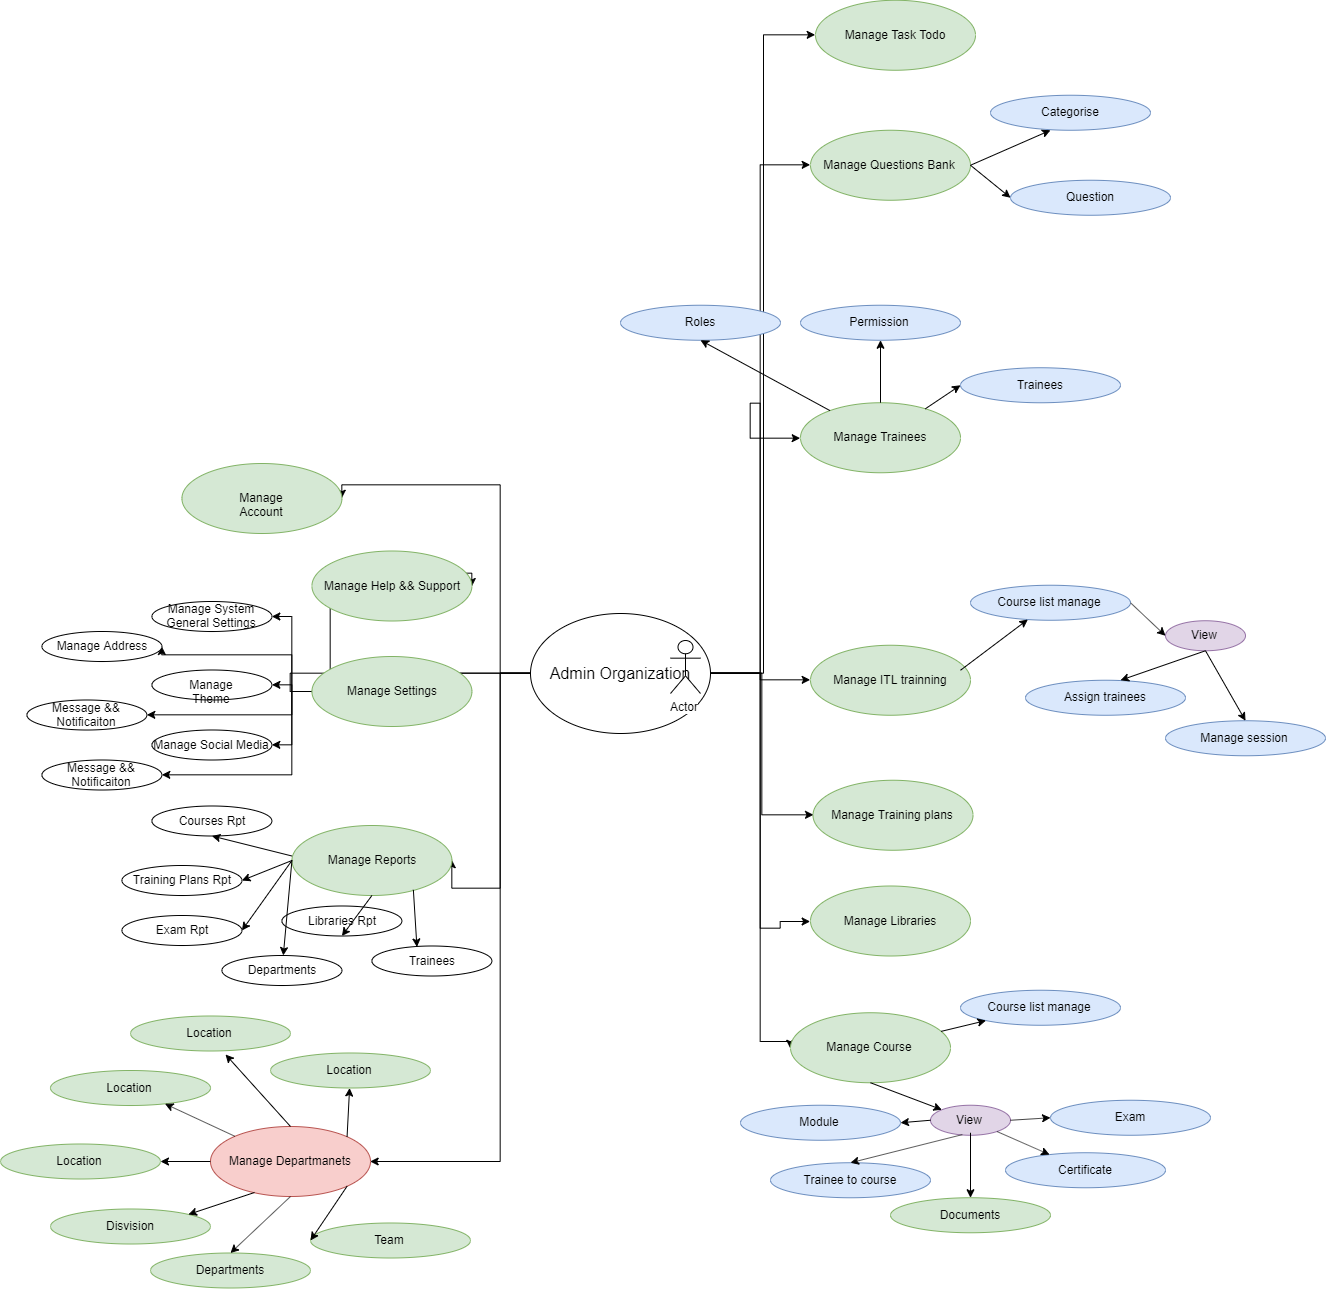 Manage Task Todo
Categorise
Manage Questions Bank
Question
Roles
Permission
Trainees
Manage Trainees
Manage
Account
Manage Help && Support
Manage System
General Settings
Manage Address
Manage
Theme
Message &&
Notificaiton
Manage Social Media
Message &&
Notificaiton
Manage Settings
Admin Organization
Actor
Course list manage
View
Manage ITL trainning
Assign trainees
Manage session
Manage Training plans
Courses Rpt
Manage Reports
Training Plans Rpt
Exam Rpt
Libraries Rpt
Departments
Trainees
Manage Libraries
Course list manage
Manage Course
Location
Location
Location
Location
Manage Departmanets
Disvision
Departments
Team
Module
View
Exam
Trainee to course
Certificate
Documents